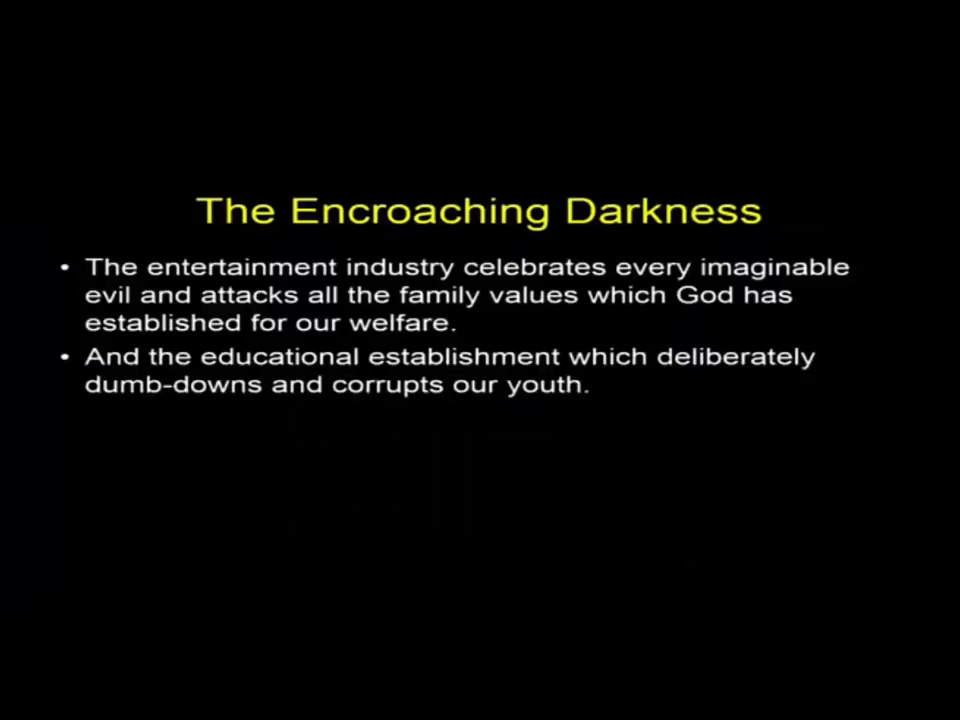 The Encroaching Darkness
• The entertainment industry celebrates every imaginable
evil and attacks all the family values which God has
established for our welfare.
• And the educational establishment which deliberately
dumb-downs and corrupts our youth.